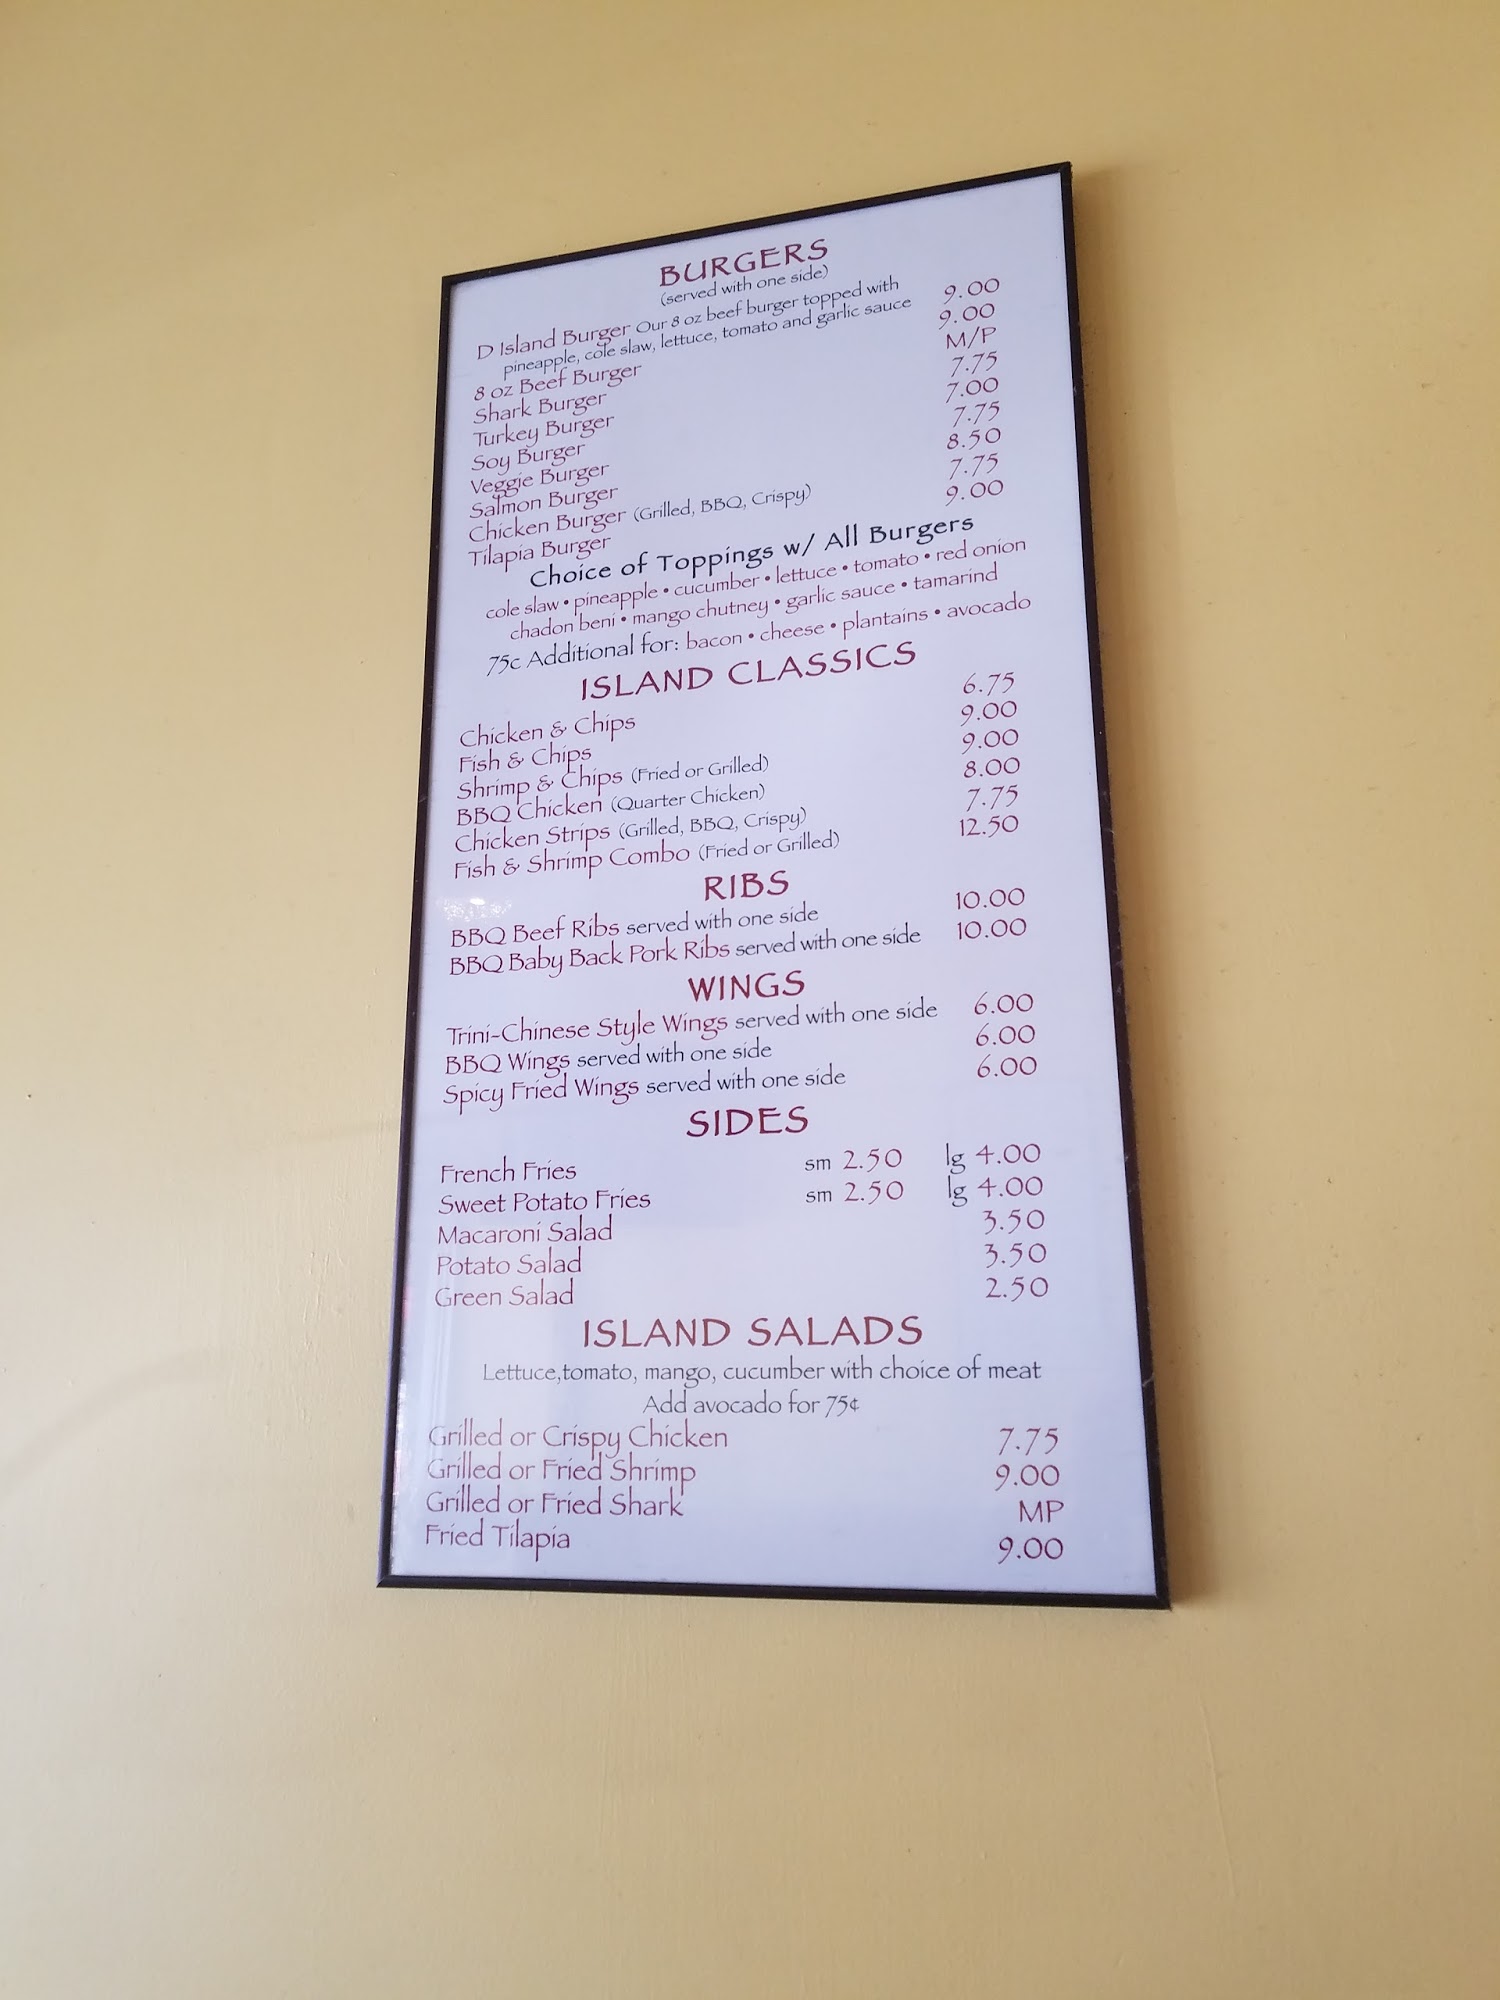 BURGERS
(served with one side)
D Island Burger Our 8 oz beef burger topped with 9.00
pineapple, cole slaw, lettuce, tomato and garlic sauce
8 oz Beef Burger 9.00
Shark Burger M/P
Turkey Burger 7.75
Soy Burger 7.00
Veggie Burger 7.75
Salmon Burger 8.50
Chicken Burger (Grilled, BBQ, Crispy) 7.75
Tilapia Burger 9.00
Choice of Toppings w/ All Burgers
cole slaw • pineapple • cucumber • lettuce • tomato • red onion
chadon beni • mango chutney • garlic sauce • tamarind
75c Additional for: bacon • cheese • plantains • avocado
ISLAND CLASSICS
Chicken & Chips 6.75
Fish & Chips 9.00
Shrimp & Chips (Fried or Grilled) 9.00
BBQ Chicken (Quarter Chicken) 8.00
Chicken Strips (Grilled, BBQ, Crispy) 7.75
Fish & Shrimp Combo (Fried or Grilled) 12.50
RIBS
BBQ Beef Ribs served with one side 10.00
BBQ Baby Back Pork Ribs served with one side 10.00
WINGS
Trini-Chinese Style Wings served with one side 6.00
BBQ Wings served with one side 6.00
Spicy Fried Wings served with one side 6.00
SIDES
French Fries sm 2.50 lg 4.00
Sweet Potato Fries sm 2.50 lg 4.00
Macaroni Salad 3.50
Potato Salad 3.50
Green Salad 2.50
ISLAND SALADS
Lettuce,tomato, mango, cucumber with choice of meat
Add avocado for 75¢
Grilled or Crispy Chicken 7.75
Grilled or Fried Shrimp 9.00
Grilled or Fried Shark MP
Fried Tilapia 9.00